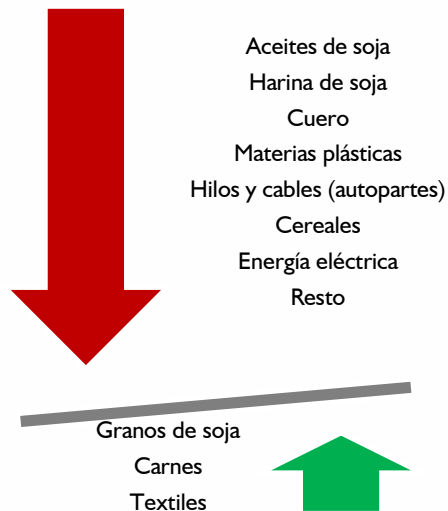 Aceites de soja
Harina de soja
Cuero
Materias plásticas
Hilos y cables (autopartes)
Cereales
Energía eléctrica
Resto
Granos de soja
Carnes
Textiles